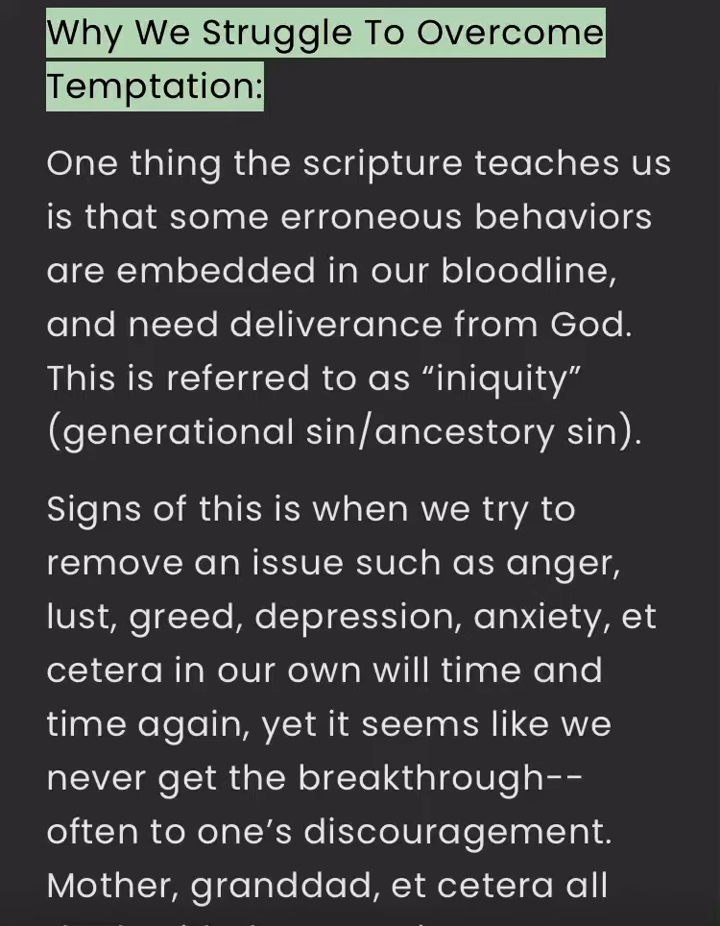 Why We Struggle To Overcome
Temptation:
One thing the scripture teaches us
is that some erroneous behaviors
are embedded in our bloodline,
and need deliverance from God.
This is referred to as “iniquity”
(generational sin/ancestory sin).
Signs of this is when we try to
remove an issue such as anger,
lust, greed, depression, anxiety, et
cetera in our own will time and
time again, yet it seems like we
never get the breakthrough--
often to one’s discouragement.
Mother, granddad, et cetera all